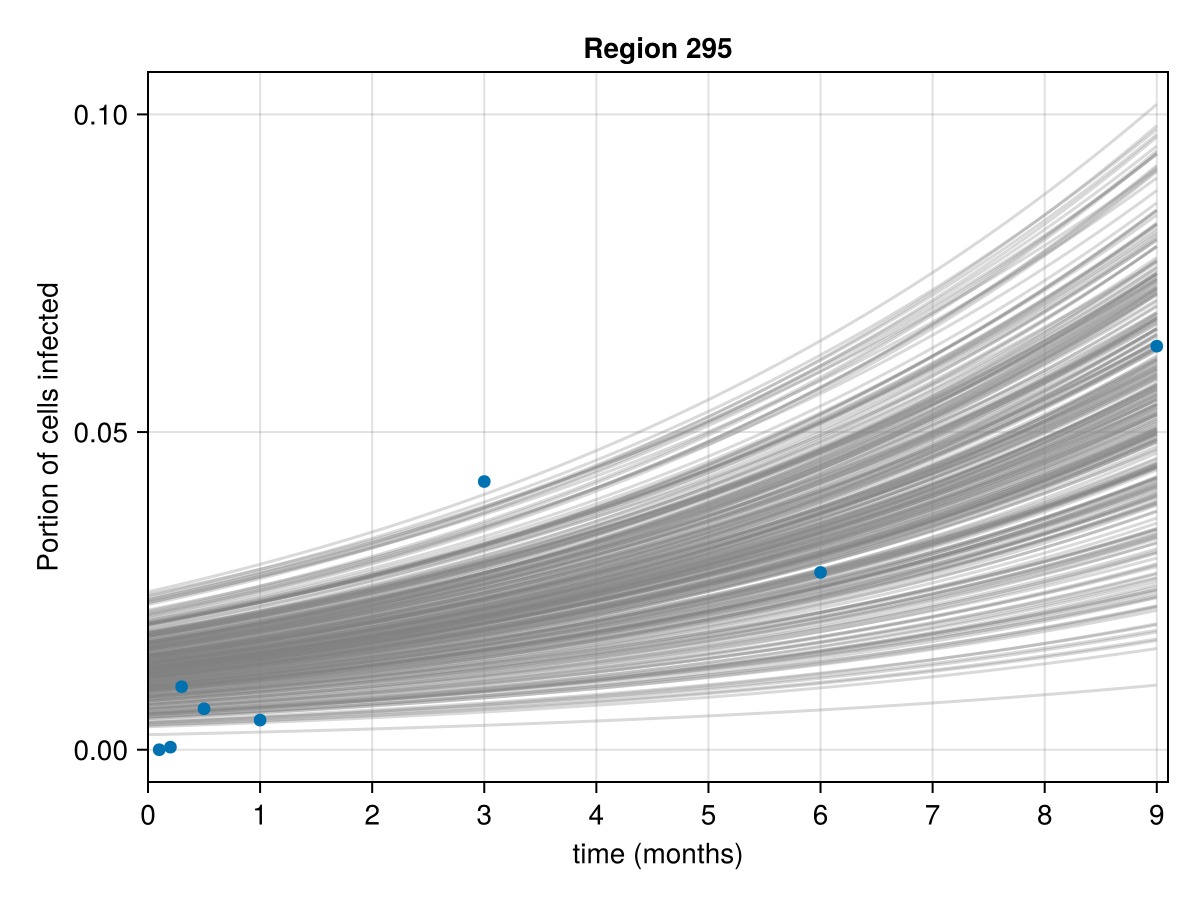 Region 295
Portion of cells infected
0.10
0.05
0.00
0 1 2 3 4 5 6 7 8 9
time (months)